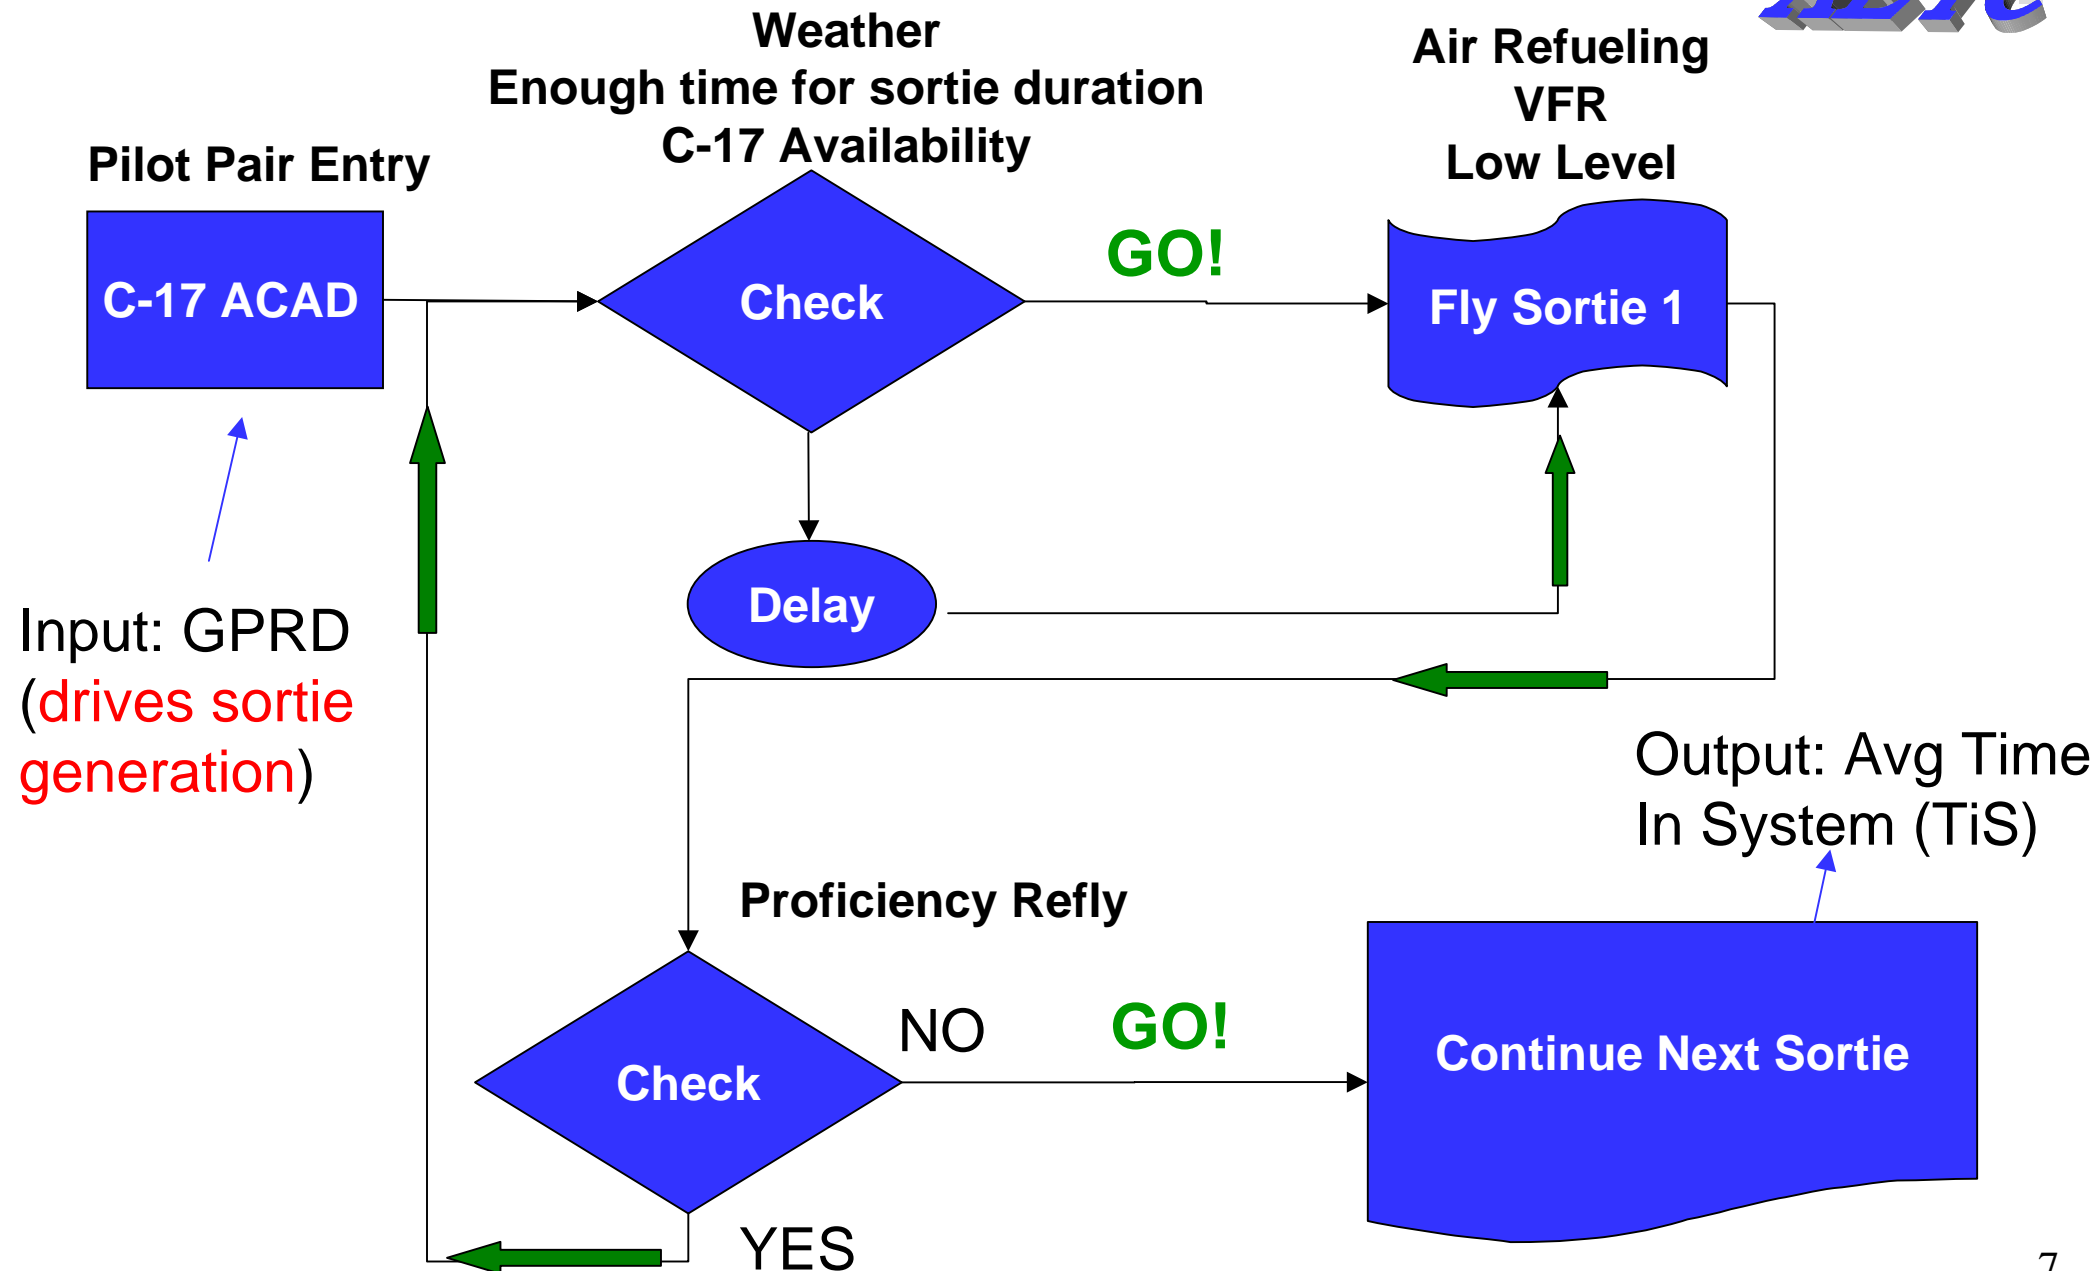 Weather
Enough time for sortie duration
C-17 Availability
Air Refueling
VFR
Low Level
Pilot Pair Entry
C-17 ACAD
Check
GO!
Fly Sortie 1
Delay
Input: GPRD
(drives sortie
generation)
Output: Avg Time
In System (TiS)
Proficiency Refly
Check
NO
GO!
Continue Next Sortie
YES
7